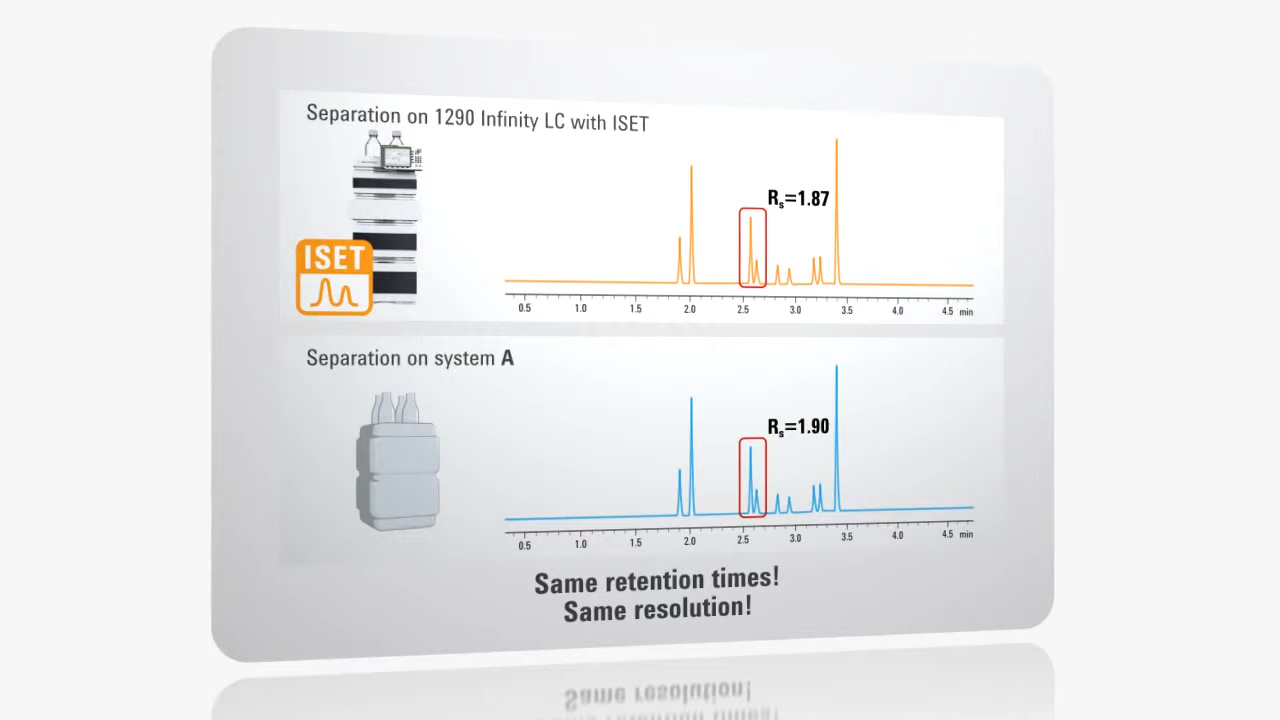 Separation on 1290 Infinity LC with ISET
ISET
Rs=1.87
0.5 1.0 1.5 2.0 2.5 3.0 3.5 4.0 4.5 min
Separation on system A
Rs=1.90
0.5 1.0 1.5 2.0 2.5 3.0 3.5 4.0 4.5 min
Same retention times!
Same resolution!